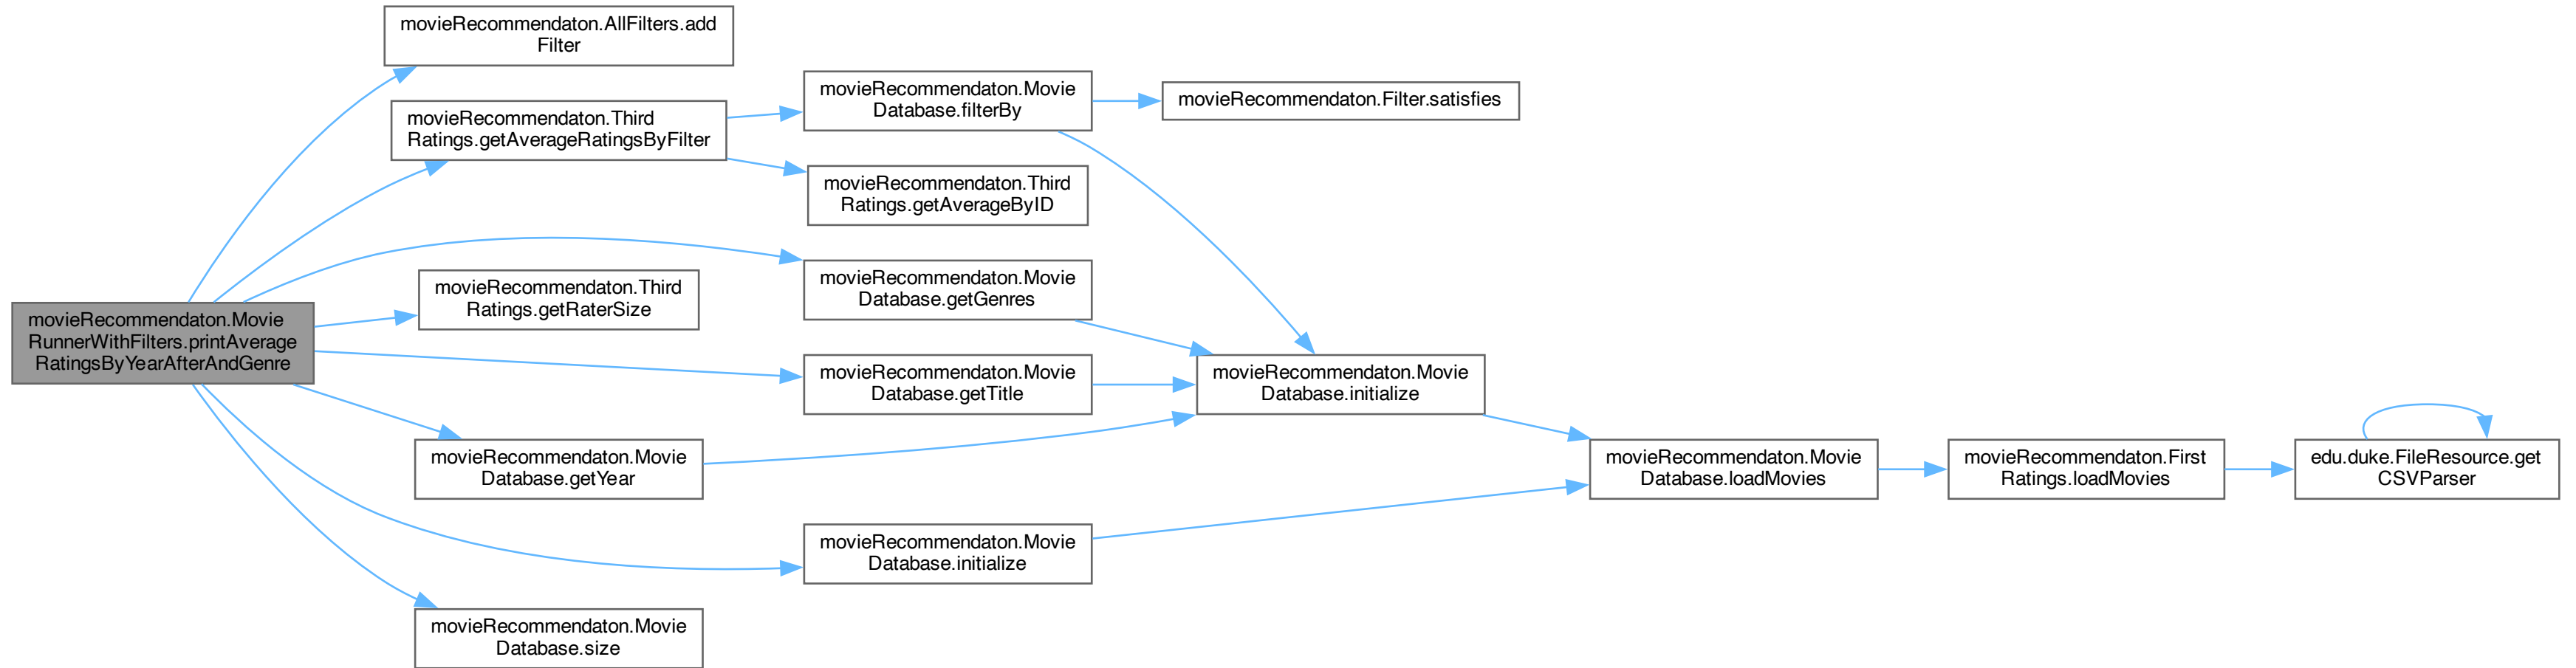 movieRecommendaton.Movie
RunnerWithFilters.printAverage
RatingsByYearAfterAndGenre
movieRecommendaton.AllFilters.add
Filter
movieRecommendaton.Third
Ratings.getAverageRatingsByFilter
movieRecommendaton.Movie
Database.filterBy
movieRecommendaton.Filter.satisfies
movieRecommendaton.Third
Ratings.getAverageByID
movieRecommendaton.Movie
Database.getGenres
movieRecommendaton.Third
Ratings.getRaterSize
movieRecommendaton.Movie
Database.getTitle
movieRecommendaton.Movie
Database.initialize
movieRecommendaton.Movie
Database.getYear
movieRecommendaton.Movie
Database.loadMovies
movieRecommendaton.First
Ratings.loadMovies
edu.duke.FileResource.get
CSVParser
movieRecommendaton.Movie
Database.initialize
movieRecommendaton.Movie
Database.size